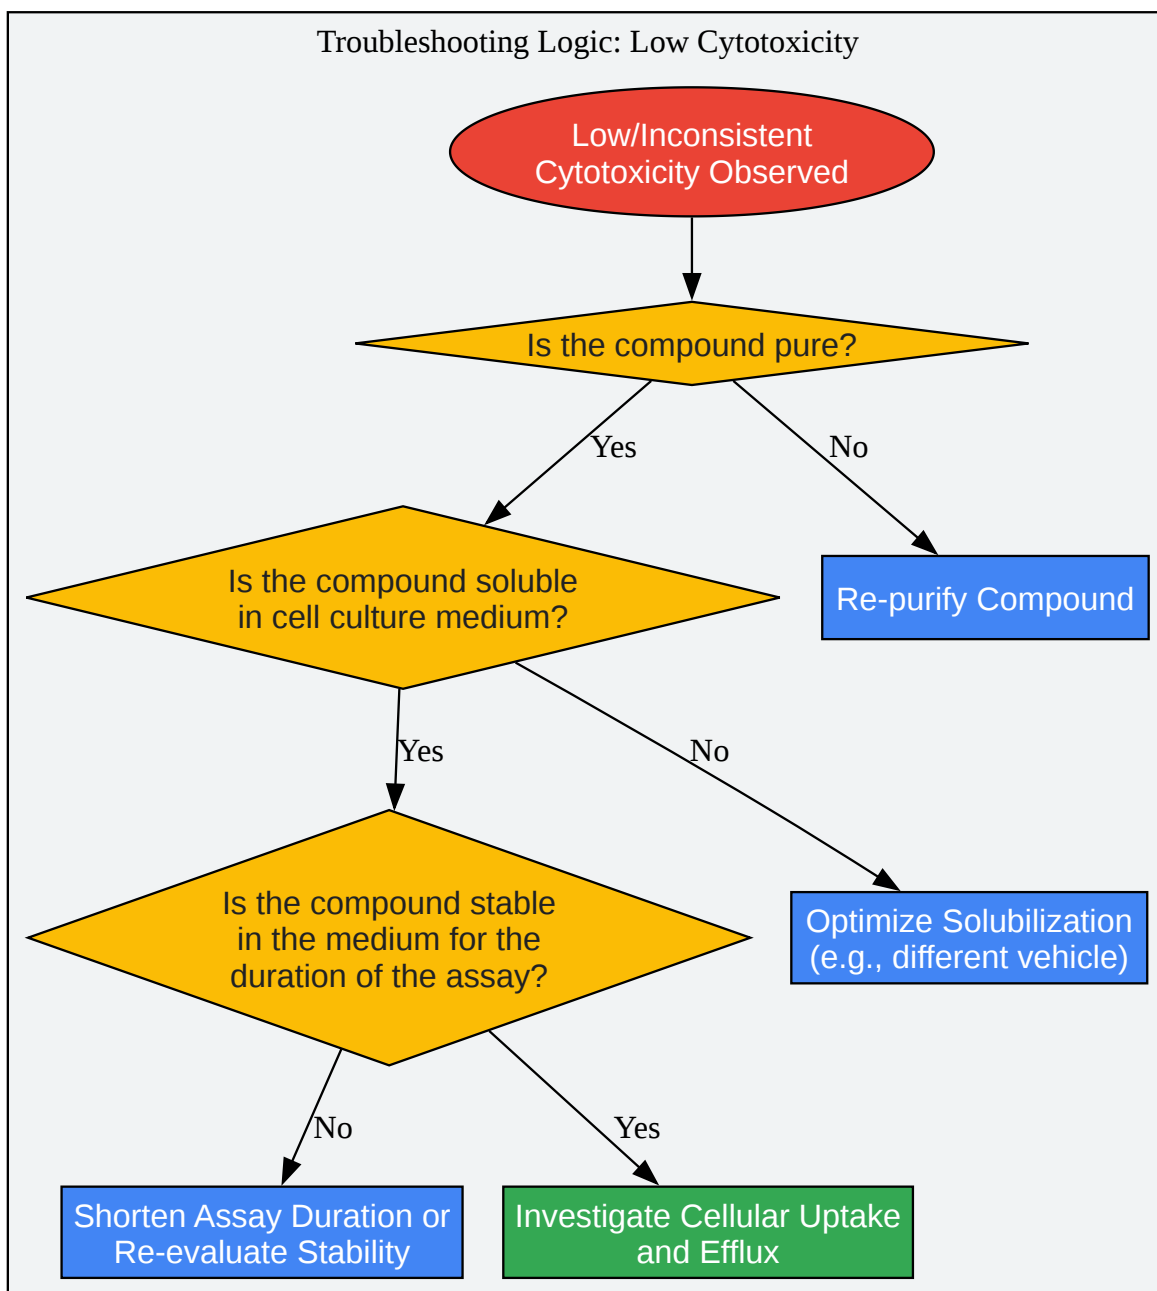 Troubleshooting Logic: Low Cytotoxicity
Low/Inconsistent
Cytotoxicity Observed
Is the compound pure?
Yes
No
Is the compound soluble
in cell culture medium?
Re-purify Compound
Yes
No
Is the compound stable
in the medium for the
duration of the assay?
Optimize Solubilization
(e.g., different vehicle)
No
Yes
Shorten Assay Duration or
Re-evaluate Stability
Investigate Cellular Uptake
and Efflux